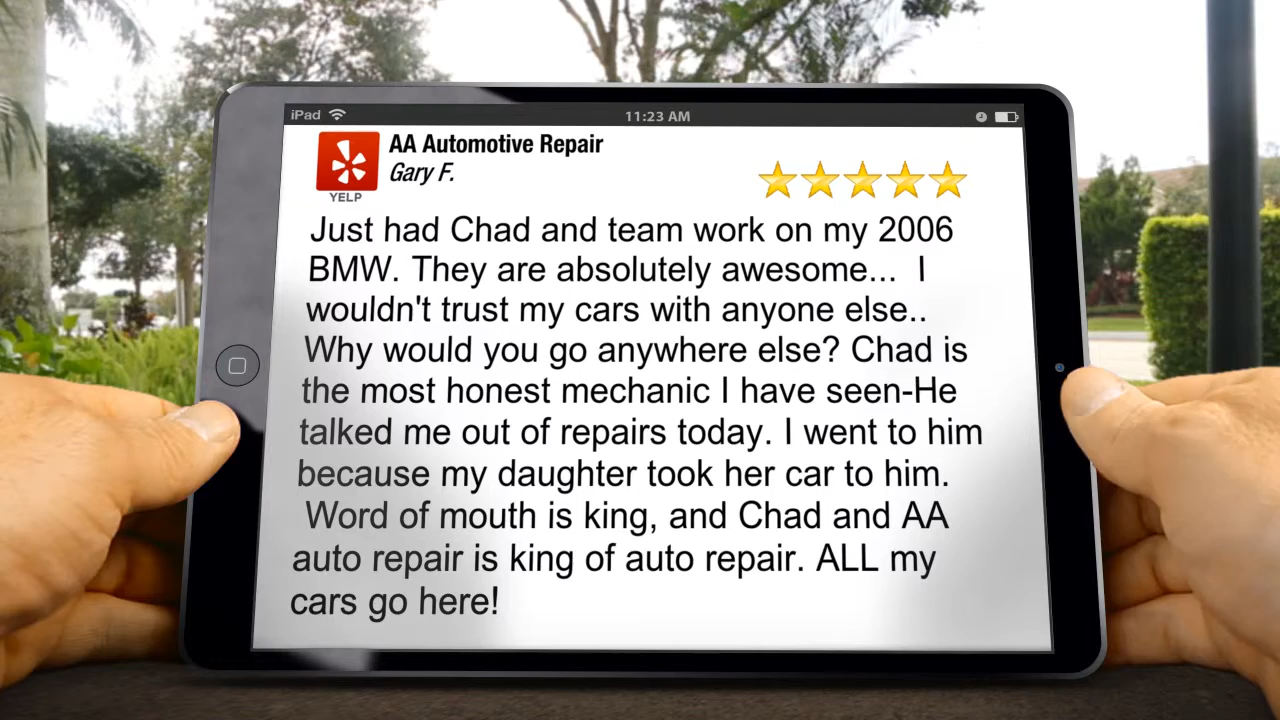 iPad 11:23 AM
AA Automotive Repair
Gary F.
YELP
Just had Chad and team work on my 2006
BMW. They are absolutely awesome... I
wouldn't trust my cars with anyone else..
Why would you go anywhere else? Chad is
the most honest mechanic I have seen-He
talked me out of repairs today. I went to him
because my daughter took her car to him.
Word of mouth is king, and Chad and AA
auto repair is king of auto repair. ALL my
cars go here!